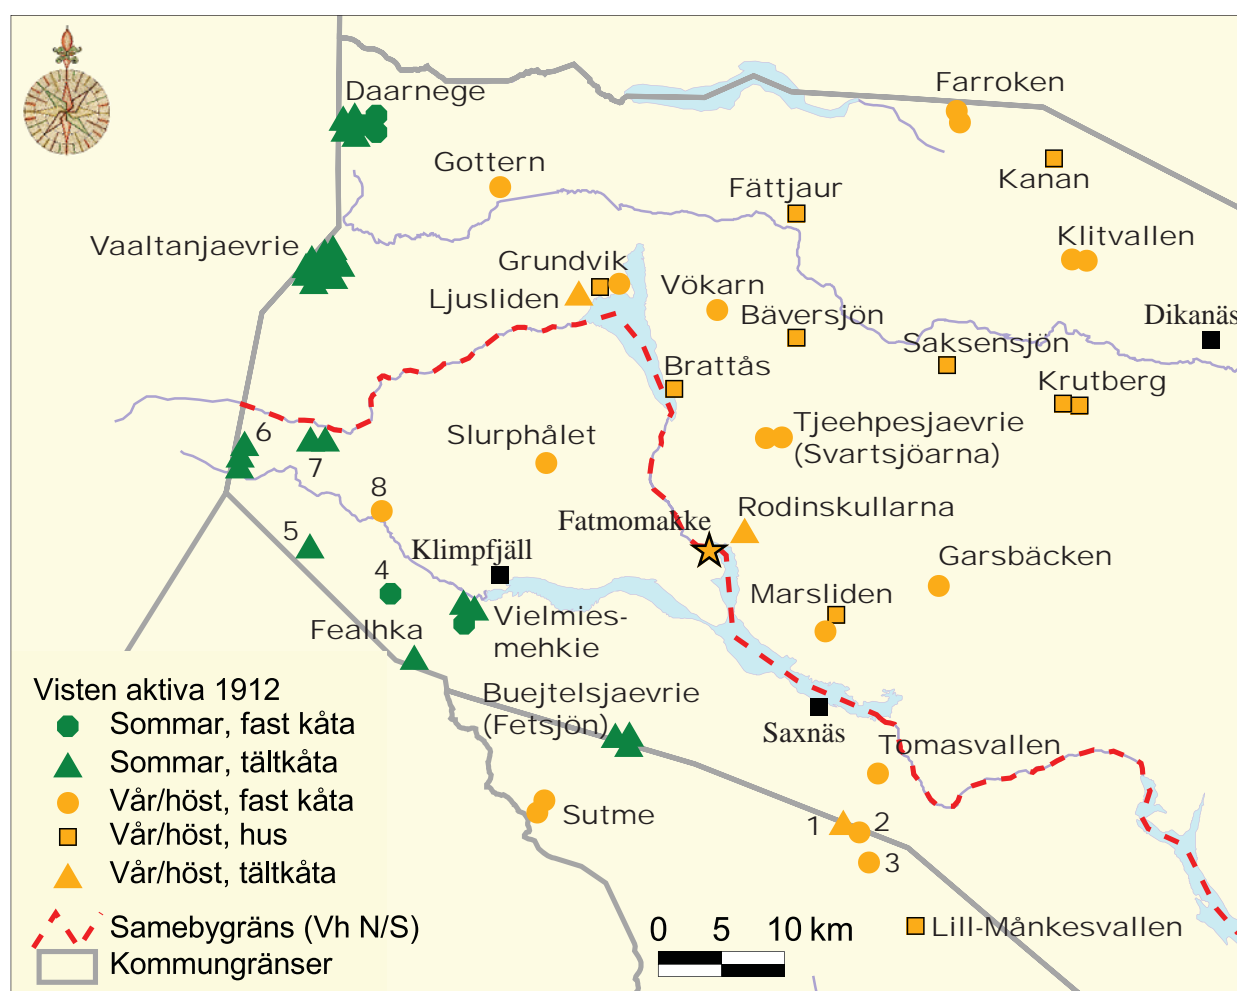 Daarnege
Farroken
Gottern
Kanan
Fättjaur
Vaaltanjaevrie
Klitvallen
Grundvik
Ljusliden
Vökarn
Bäversjön
Dikanäs
Saksensjön
Brattås
Krutberg
6
7
Slurphålet
Tjeehpesjaevrie
(Svartsjöarna)
8
Rodinskullarna
Fatmomakke
5
Klimpfjäll
Garsbäcken
4
Marsliden
Fealhka
Vielmies-
mehkie
Buejtelsjaevrie
(Fetsjön)
Saxnäs
Tomasvallen
Sutme
1
2
3
Lill-Månkesvallen
Visten aktiva 1912
Sommar, fast kåta
Sommar, tältkåta
Vår/höst, fast kåta
Vår/höst, hus
Vår/höst, tältkåta
Samebygräns (Vh N/S)
Kommungränser
0 5 10 km